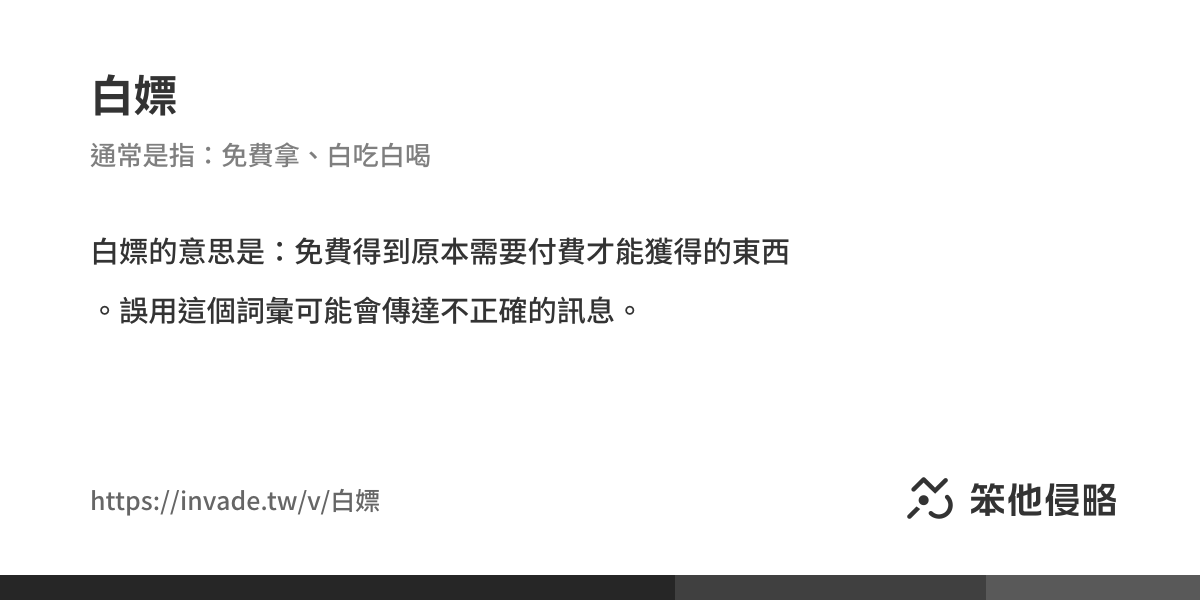 白嫖
通常是指：免費拿、白吃白喝
白嫖的意思是：免費得到原本需要付費才能獲得的東西
。誤用這個詞彙可能會傳達不正確的訊息。
https://invade.tw/v/白嫖
笨他侵略